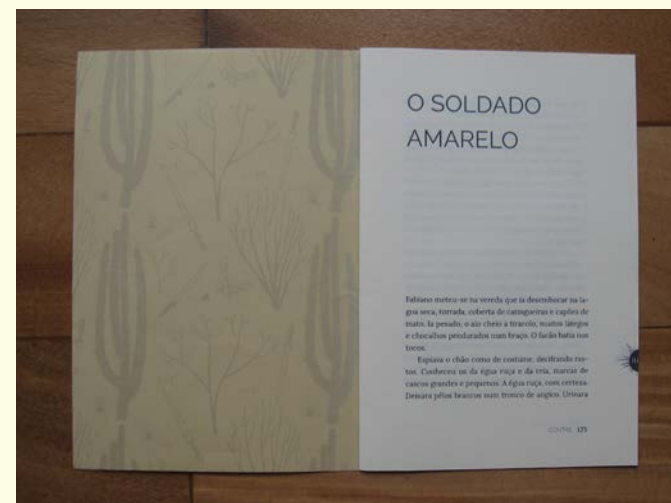 O SOLDADO
AMARELO
Fabiano meteu-se na vereda que ia desembocar na la-
goa seca, torrada, coberta de catingueiras e capões de
mato. Ia pesado, o aió cheio a tiracolo, muitos látegos
e chocalhos pendurados num braço. O facão batia nos
tocos.
Espiava o chão como de costume, decifrando ras-
tos. Conheceu os da égua ruça e da cria, marcas de
cascos grandes e pequenos. A égua ruça, com certeza.
Deixara pêlos brancos num tronco de angico. Urinara
CONTRE 175